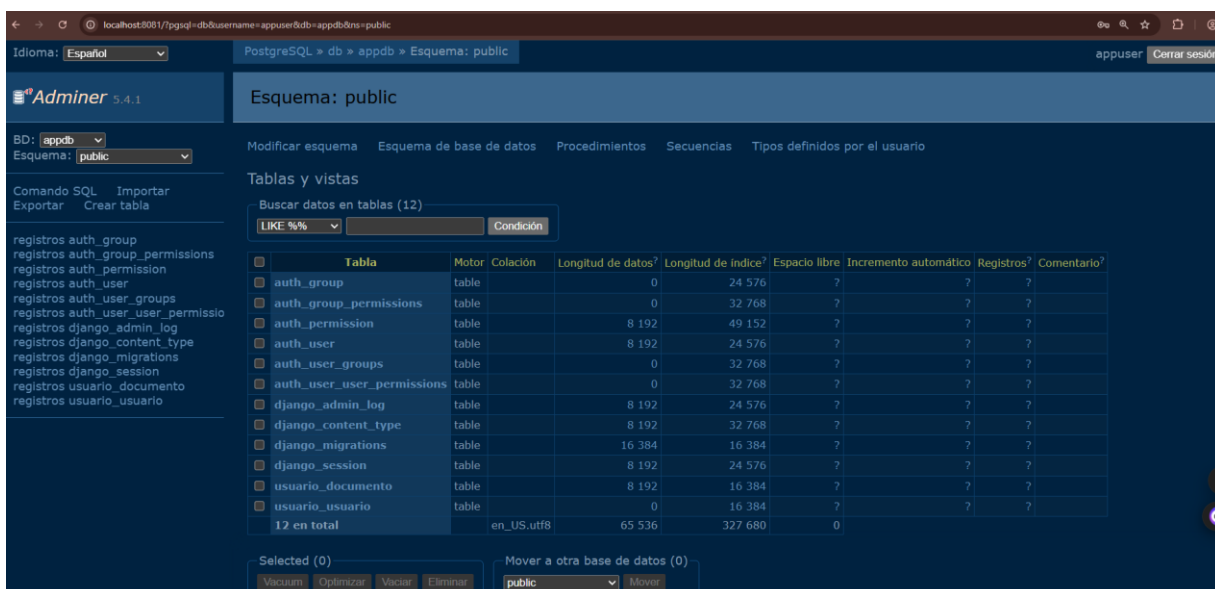 localhost:8081/?pgsql=db&username=appuser&db=appdb&ns=public
Idioma: Español
PostgreSQL » db » appdb » Esquema: public
appuser Cerrar sesión
Adminer 5.4.1
Esquema: public
BD: appdb
Esquema: public
Modificar esquema Esquema de base de datos Procedimientos Secuencias Tipos definidos por el usuario
Comando SQL Importar
Exportar Crear tabla
Tablas y vistas
Buscar datos en tablas (12)
LIKE %% Condición
registros auth_group
registros auth_group_permissions
registros auth_permission
registros auth_user
registros auth_user_groups
registros auth_user_user_permissio
registros django_admin_log
registros django_content_type
registros django_migrations
registros django_session
registros usuario_documento
registros usuario_usuario
Tabla Motor Colación Longitud de datos? Longitud de índice? Espacio libre Incremento automático Registros? Comentario?
auth_group table 0 24 576 ? ? ?
auth_group_permissions table 0 32 768 ? ? ?
auth_permission table 8 192 49 152 ? ? ?
auth_user table 8 192 24 576 ? ? ?
auth_user_groups table 0 32 768 ? ? ?
auth_user_user_permissions table 0 32 768 ? ? ?
django_admin_log table 8 192 24 576 ? ? ?
django_content_type table 8 192 32 768 ? ? ?
django_migrations table 16 384 16 384 ? ? ?
django_session table 8 192 24 576 ? ? ?
usuario_documento table 8 192 16 384 ? ? ?
usuario_usuario table 0 16 384 ? ? ?
12 en total en_US.utf8 65 536 327 680 0
Selected (0)
Vacuum Optimizar Vaciar Eliminar
Mover a otra base de datos (0)
public Mover